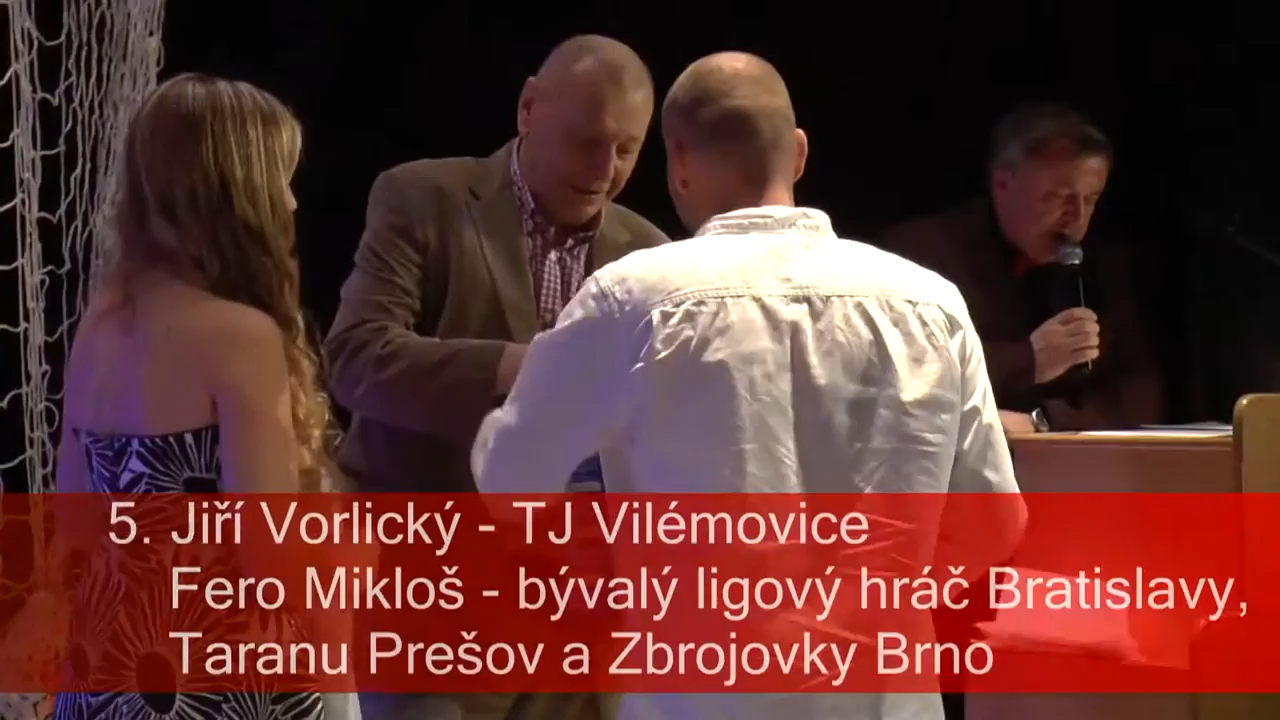 5. Jiří Vorlický - TJ Vilémovice
Fero Mikloš - bývalý ligový hráč Bratislavy,
Taranu Prešov a Zbrojovky Brno